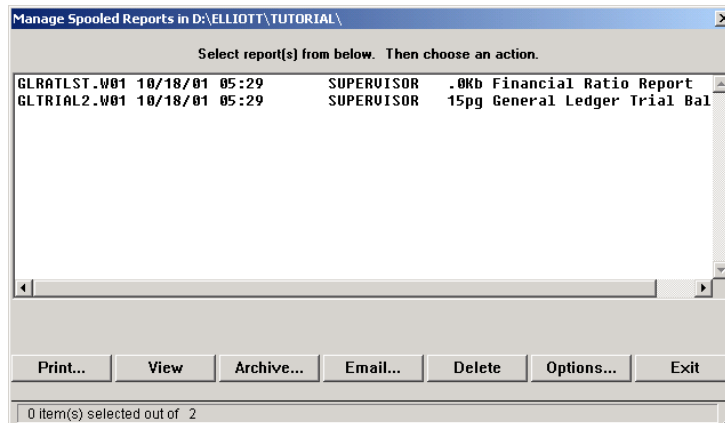 Manage Spooled Reports in D:\ELLIOTT\TUTORIAL\
Select report(s) from below. Then choose an action.
GLRATLST.W01 10/18/01 05:29 SUPERVISOR .0Kb Financial Ratio Report
GLTRIAL2.W01 10/18/01 05:29 SUPERVISOR 15pg General Ledger Trial Bal
Print... View Archive... Email... Delete Options... Exit
0 item(s) selected out of 2